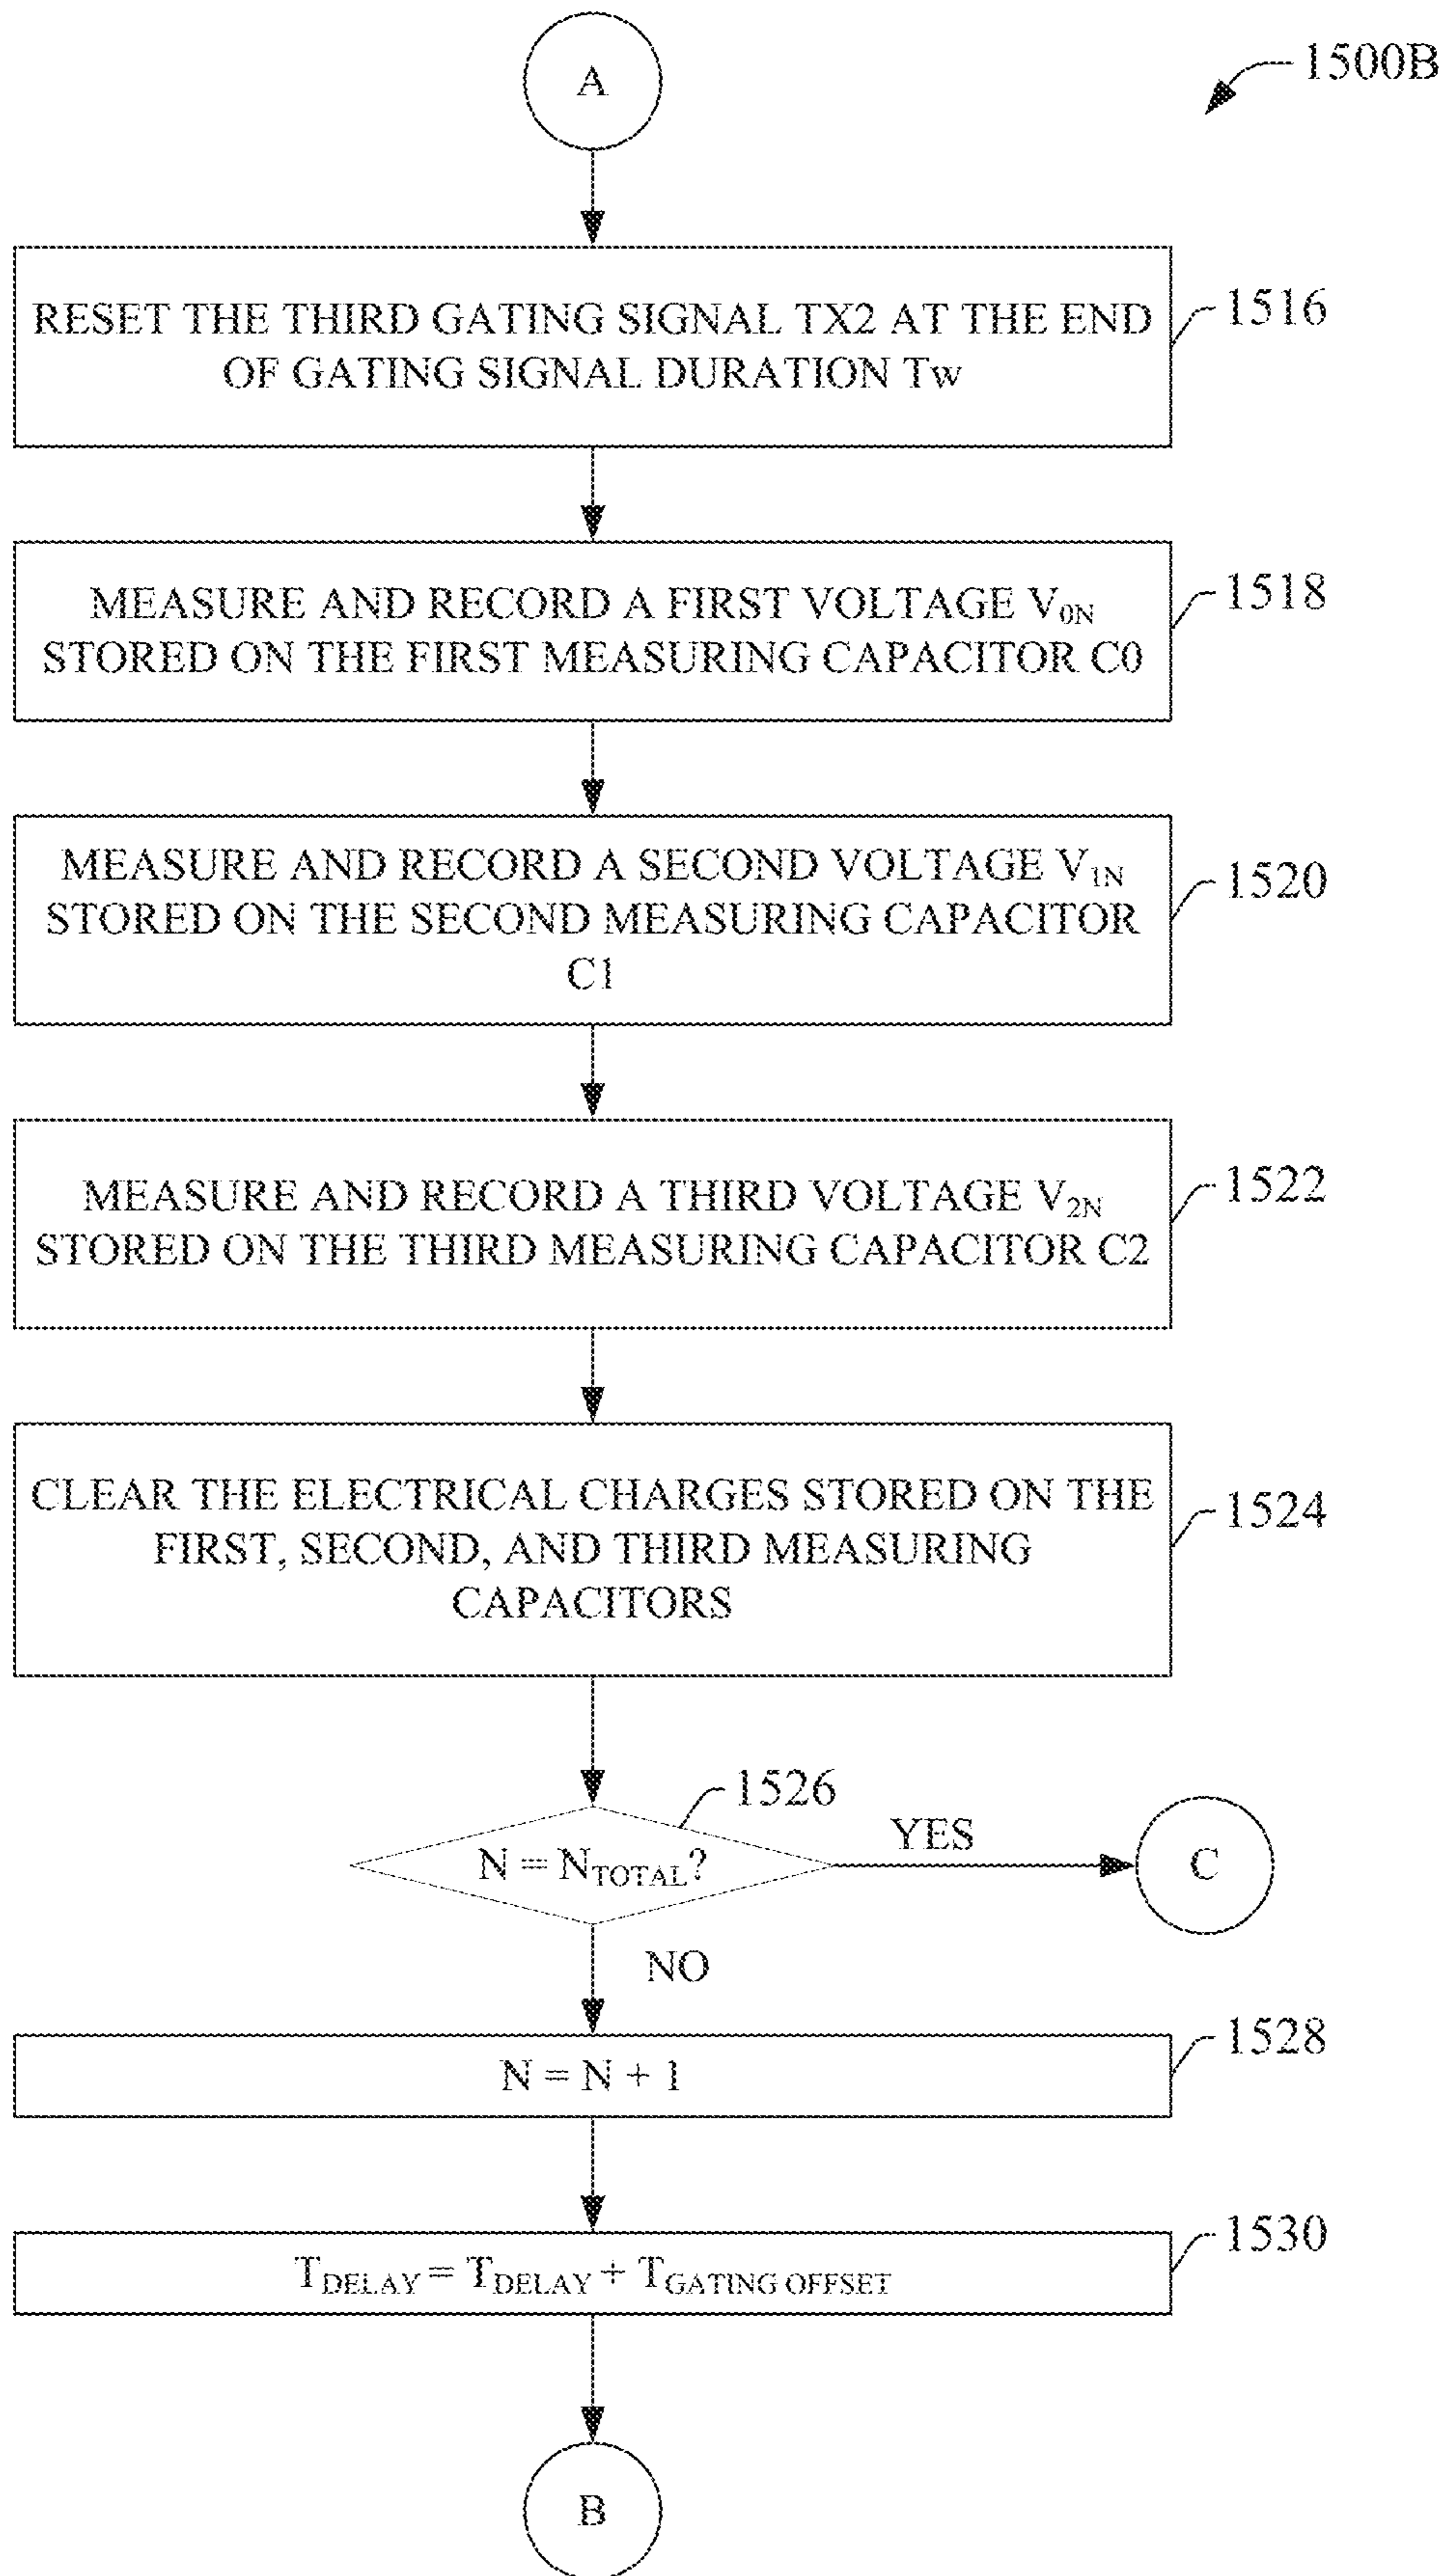 A
1500B
RESET THE THIRD GATING SIGNAL TX2 AT THE END
OF GATING SIGNAL DURATION Tw
1516
MEASURE AND RECORD A FIRST VOLTAGE V0N
STORED ON THE FIRST MEASURING CAPACITOR C0
1518
MEASURE AND RECORD A SECOND VOLTAGE V1N
STORED ON THE SECOND MEASURING CAPACITOR
C1
1520
MEASURE AND RECORD A THIRD VOLTAGE V2N
STORED ON THE THIRD MEASURING CAPACITOR C2
1522
CLEAR THE ELECTRICAL CHARGES STORED ON THE
FIRST, SECOND, AND THIRD MEASURING
CAPACITORS
1524
1526
N = NTOTAL?
YES
C
NO
N = N + 1
1528
TDELAY = TDELAY + TGATING OFFSET
1530
B